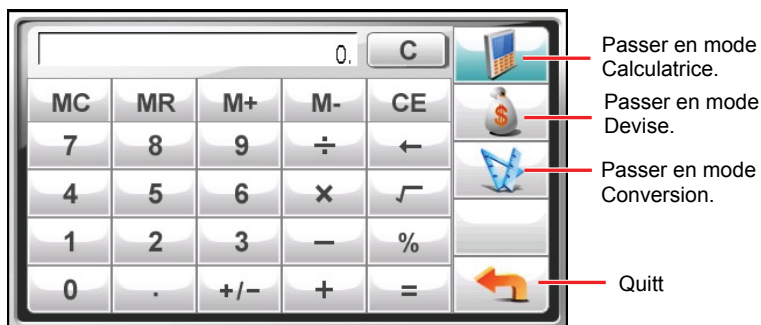 0. C
MC MR M+ M- CE
7 8 9 ÷ ←
4 5 6 × √
1 2 3 − %
0 . +/− + =
$
Passer en mode
Calculatrice.
Passer en mode
Devise.
Passer en mode
Conversion.
Quitt